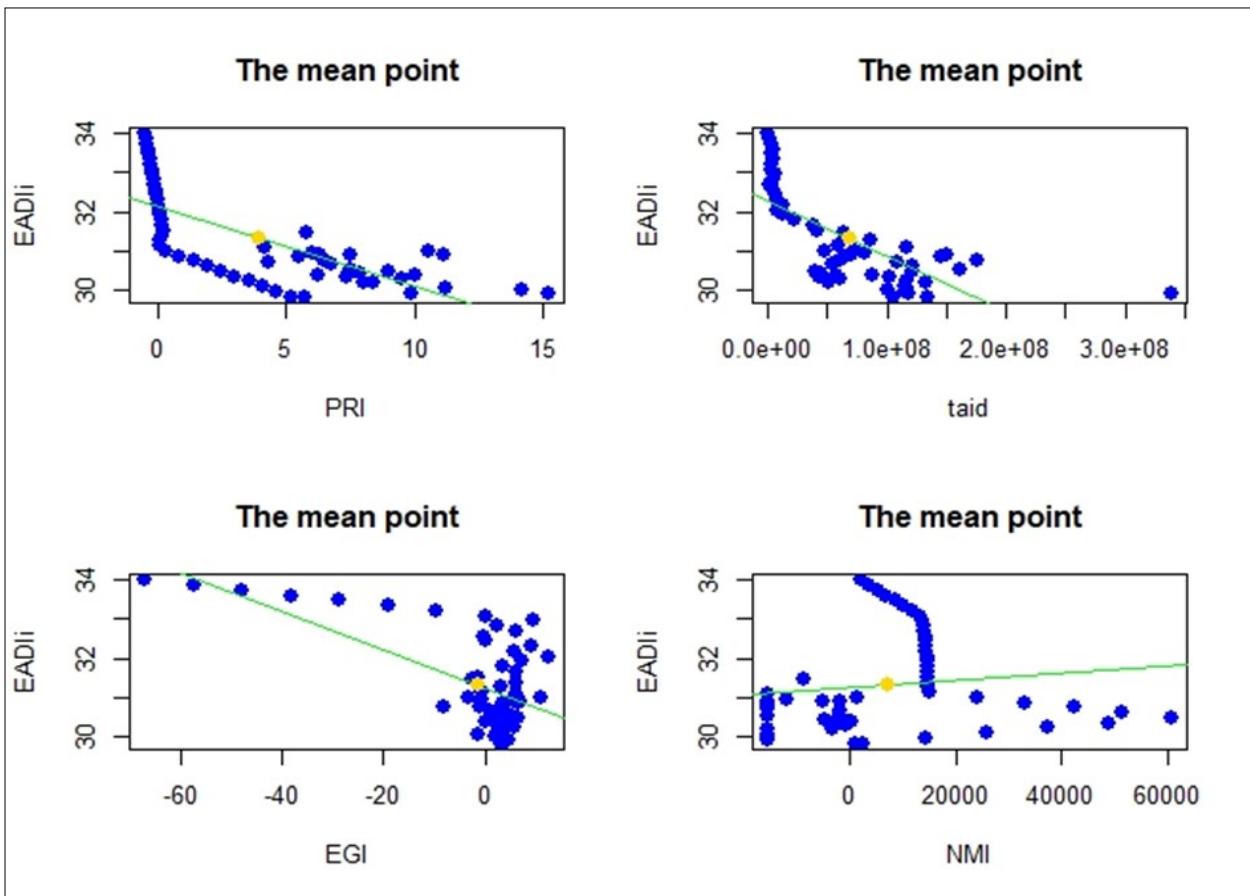 The mean point
34
32
30
EADIi
0 5 10 15
PRI
The mean point
34
32
30
EADIi
0.0e+00 1.0e+08 2.0e+08 3.0e+08
taid
The mean point
34
32
30
EADIi
-60 -40 -20 0
EGI
The mean point
34
32
30
EADIi
0 20000 40000 60000
NMI